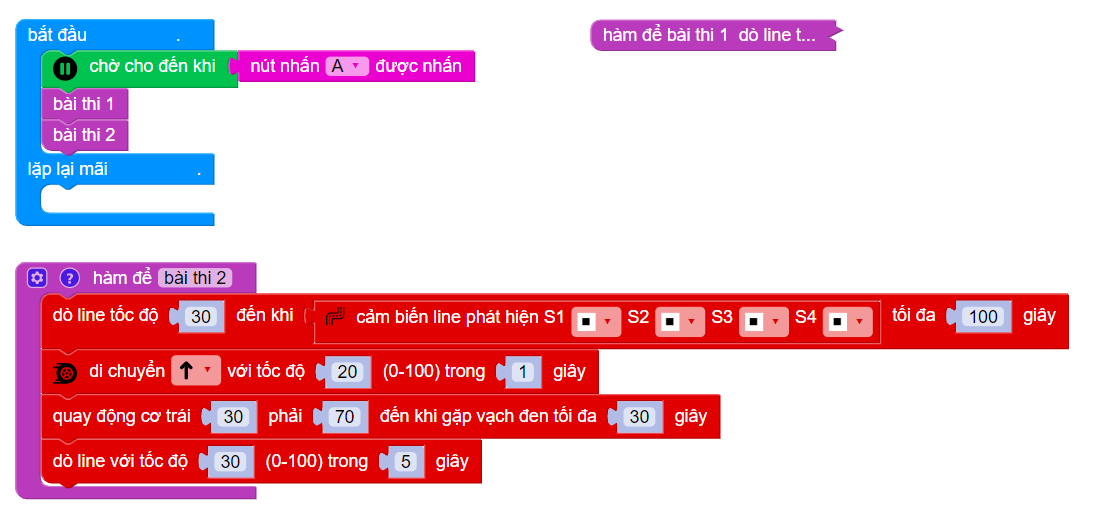 bắt đầu .
chờ cho đến khi nút nhấn A được nhấn
bài thi 1
bài thi 2
lặp lại mãi .
hàm để bài thi 1 dò line t...
? hàm để bài thi 2
dò line tốc độ 30 đến khi cảm biến line phát hiện S1 S2 S3 S4 tối đa 100 giây
di chuyển với tốc độ 20 (0-100) trong 1 giây
quay động cơ trái 30 phải 70 đến khi gặp vạch đen tối đa 30 giây
dò line với tốc độ 30 (0-100) trong 5 giây